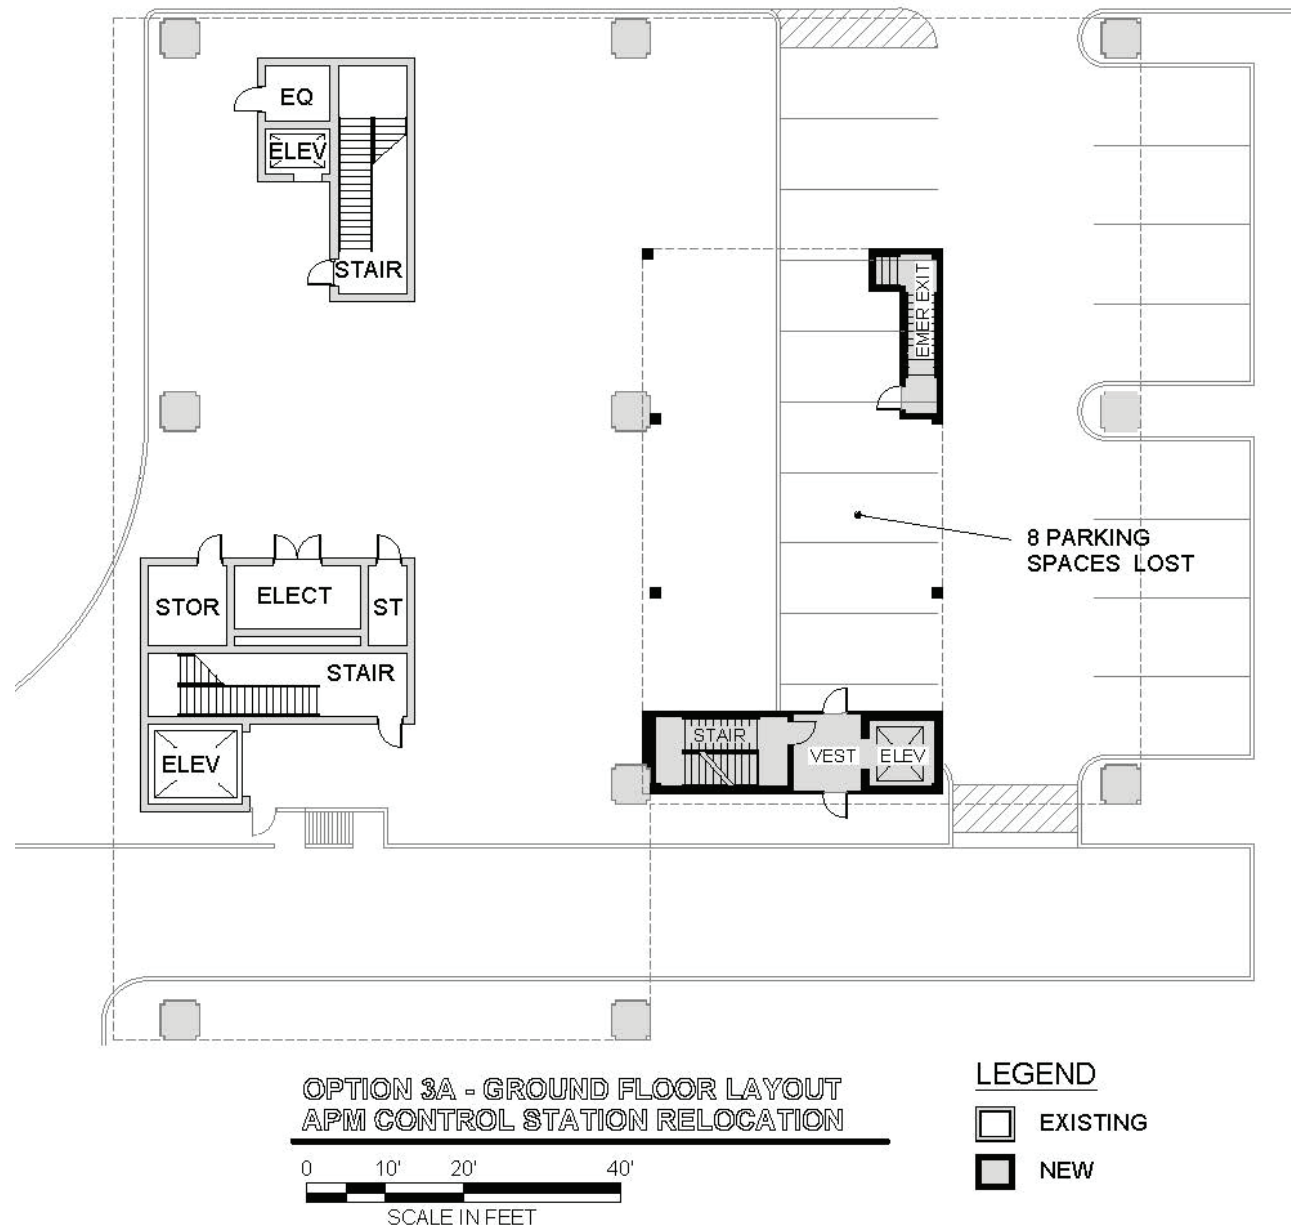 EQ
ELEV
STAIR
EMER EXIT
8 PARKING
SPACES LOST
STOR
ELECT
ST
STAIR
ELEV
STAIR
VEST
ELEV
OPTION 3A - GROUND FLOOR LAYOUT
APM CONTROL STATION RELOCATION
0 10' 20' 40'
SCALE IN FEET
LEGEND
EXISTING
NEW